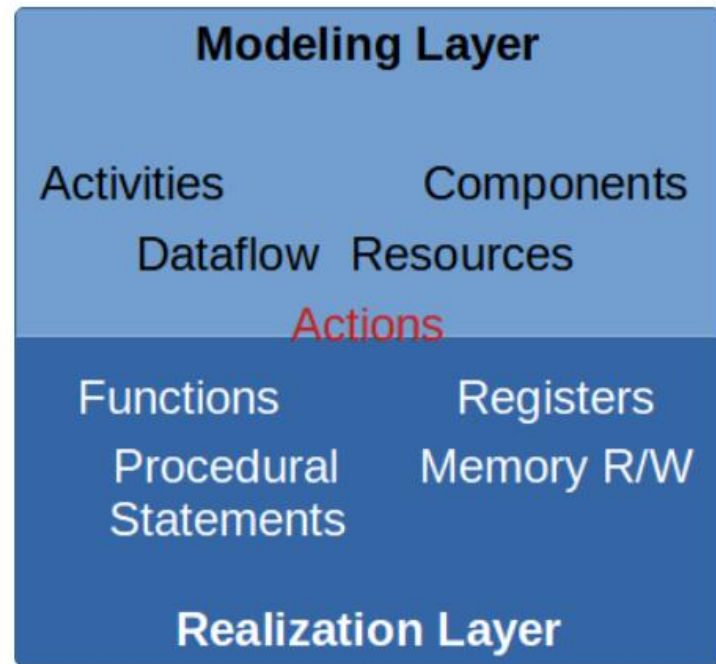 Modeling Layer
Activities Components
Dataflow Resources
Actions
Functions Registers
Procedural Memory R/W
Statements
Realization Layer